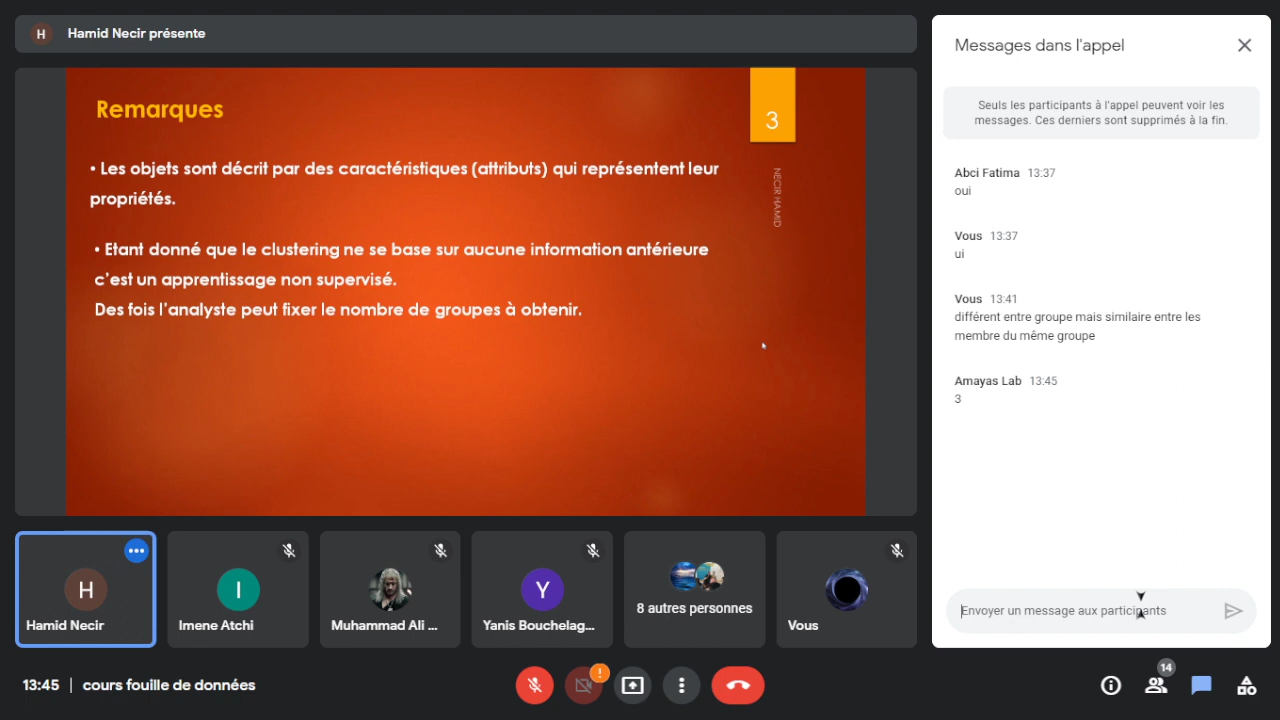 H
Hamid Necir présente
Remarques
3
• Les objets sont décrit par des caractéristiques (attributs) qui représentent leur
propriétés.
• Etant donné que le clustering ne se base sur aucune information antérieure
c’est un apprentissage non supervisé.
Des fois l’analyste peut fixer le nombre de groupes à obtenir.
NECIR HAMID
H
Hamid Necir
I
Imene Atchi
Muhammad Ali ...
Y
Yanis Bouchelag...
8 autres personnes
Vous
13:45 | cours fouille de données
!
14
Messages dans l'appel
Seuls les participants à l'appel peuvent voir les
messages. Ces derniers sont supprimés à la fin.
Abci Fatima 13:37
oui
Vous 13:37
ui
Vous 13:41
différent entre groupe mais similaire entre les
membre du même groupe
Amayas Lab 13:45
3
Envoyer un message aux participants